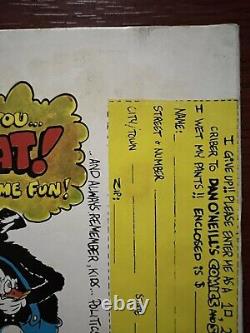 YOU...
AT!
ME FUN!
...AND ALWAYS REMEMBER, KIDS, POLITIC
I GIVE UP!! PLEASE ENTER ME AS A 10
CRIBER TO DAN O'NEILL'S COMICS AND
I WET MY PANTS!! ENCLOSED IS $
NAME:
STREET & NUMBER
CITY/TOWN
ZIP: